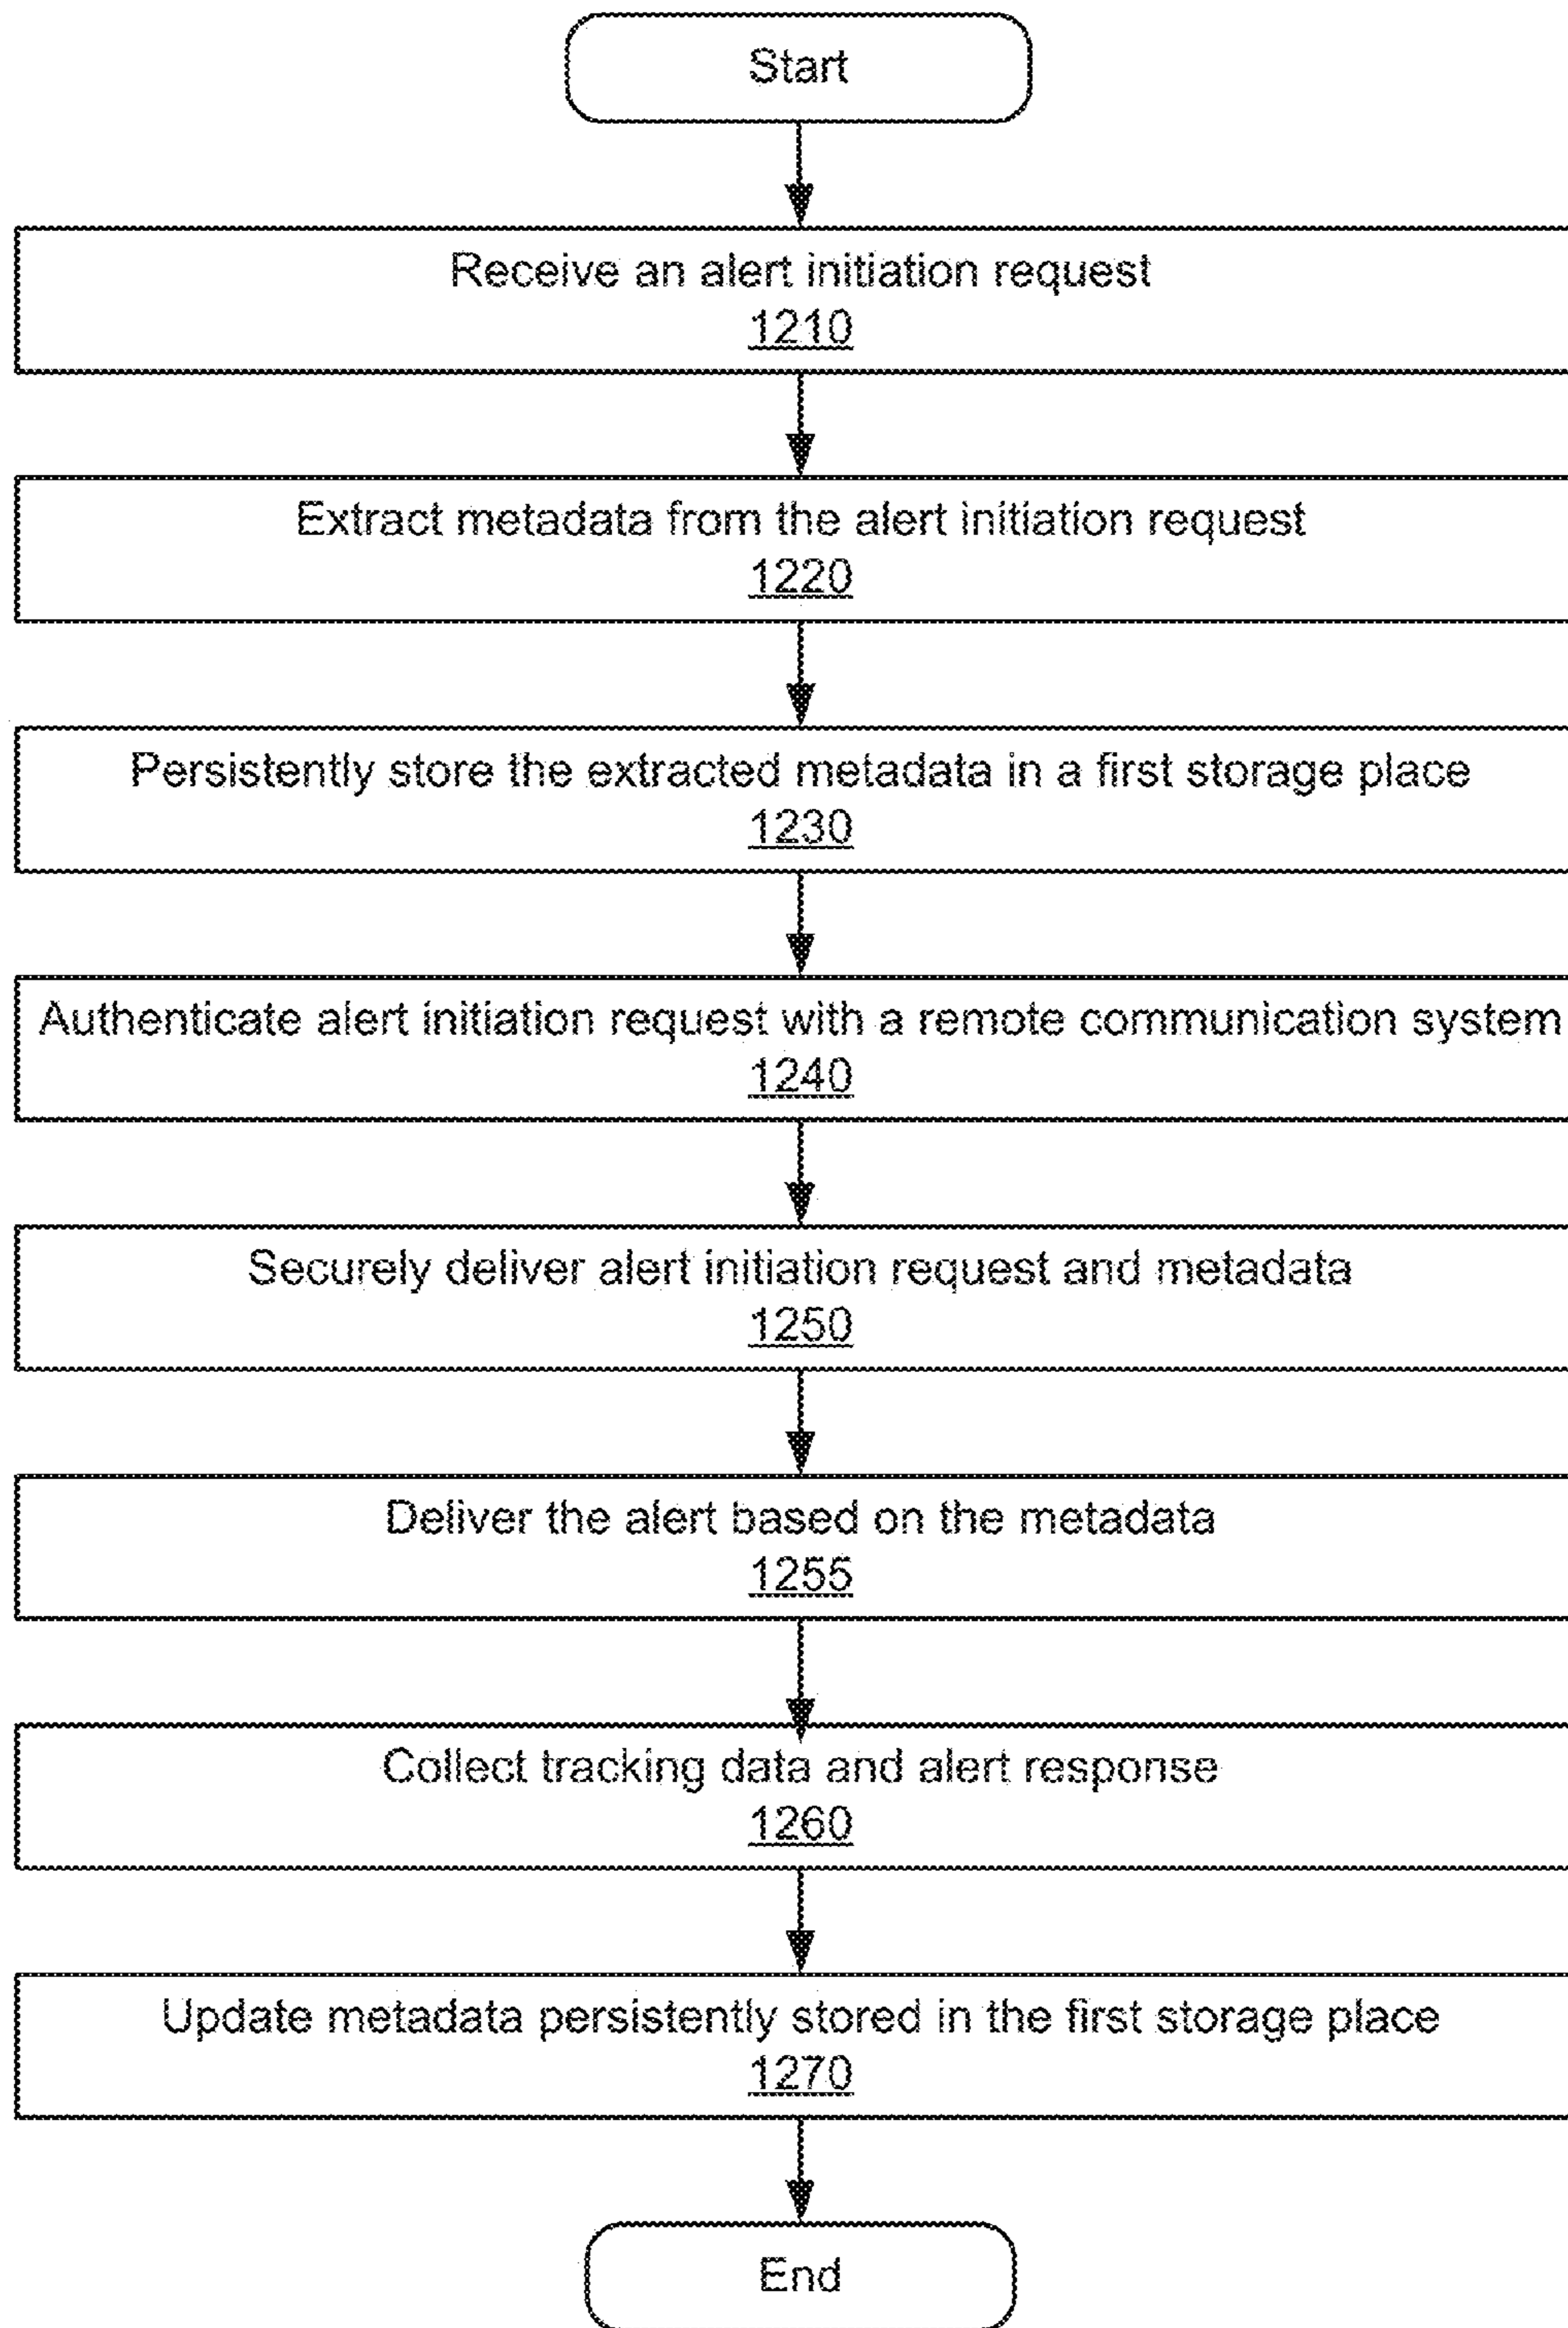 Start
Receive an alert initiation request
1210
Extract metadata from the alert initiation request
1220
Persistently store the extracted metadata in a first storage place
1230
Authenticate alert initiation request with a remote communication system
1240
Securely deliver alert initiation request and metadata
1250
Deliver the alert based on the metadata
1255
Collect tracking data and alert response
1260
Update metadata persistently stored in the first storage place
1270
End